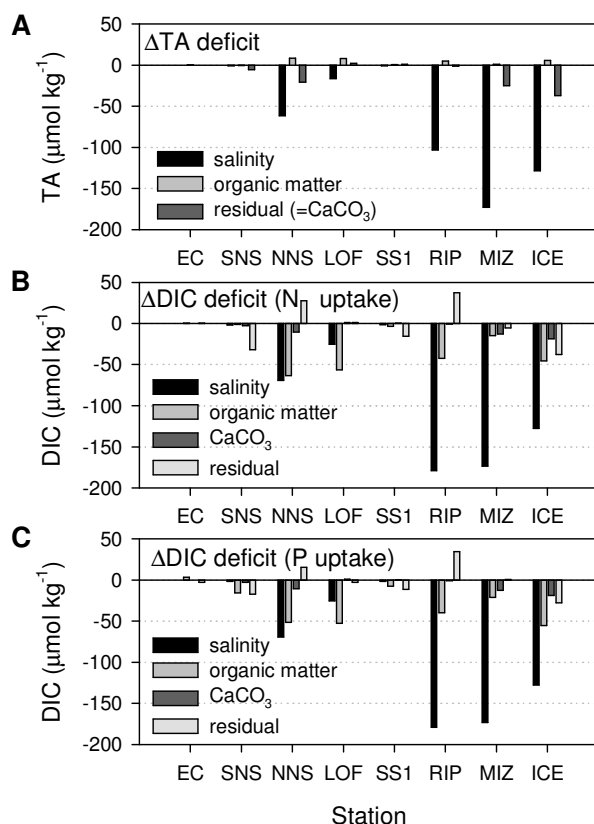 A
50
ΔTA deficit
0
-50
-100
-150
-200
TA (µmol kg-1)
salinity
organic matter
residual (=CaCO3)
EC SNS NNS LOF SS1 RIP MIZ ICE
B
50
ΔDIC deficit (N uptake)
0
-50
-100
-150
-200
DIC (µmol kg-1)
salinity
organic matter
CaCO3
residual
EC SNS NNS LOF SS1 RIP MIZ ICE
C
50
ΔDIC deficit (P uptake)
0
-50
-100
-150
-200
DIC (µmol kg-1)
salinity
organic matter
CaCO3
residual
EC SNS NNS LOF SS1 RIP MIZ ICE
Station